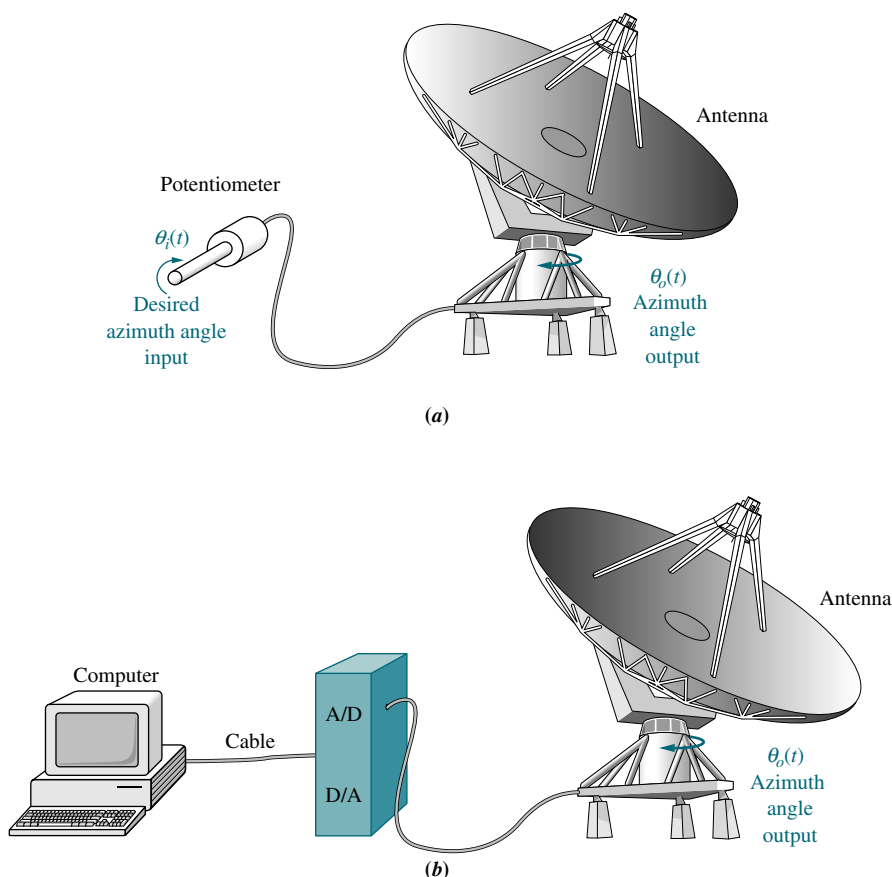 Antenna
Potentiometer
θi(t)
Desired
azimuth angle
input
θo(t)
Azimuth
angle
output
(a)
Antenna
Computer
A/D
Cable
D/A
θo(t)
Azimuth
angle
output
(b)